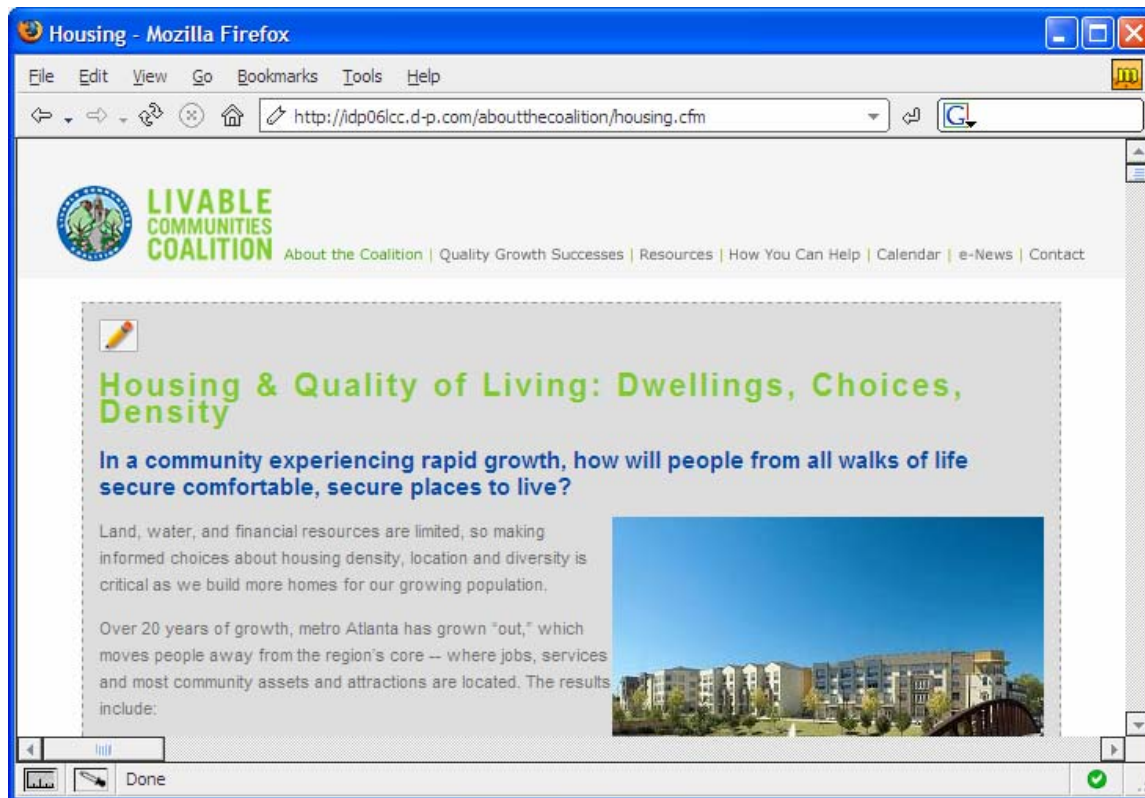 Housing - Mozilla Firefox
File Edit View Go Bookmarks Tools Help
http://idp06lcc.d-p.com/aboutthecoalition/housing.cfm
G
LIVABLE
COMMUNITIES
COALITION
About the Coalition | Quality Growth Successes | Resources | How You Can Help | Calendar | e-News | Contact
Housing & Quality of Living: Dwellings, Choices,
Density
In a community experiencing rapid growth, how will people from all walks of life
secure comfortable, secure places to live?
Land, water, and financial resources are limited, so making
informed choices about housing density, location and diversity is
critical as we build more homes for our growing population.
Over 20 years of growth, metro Atlanta has grown “out,” which
moves people away from the region's core -- where jobs, services
and most community assets and attractions are located. The results
include:
Done